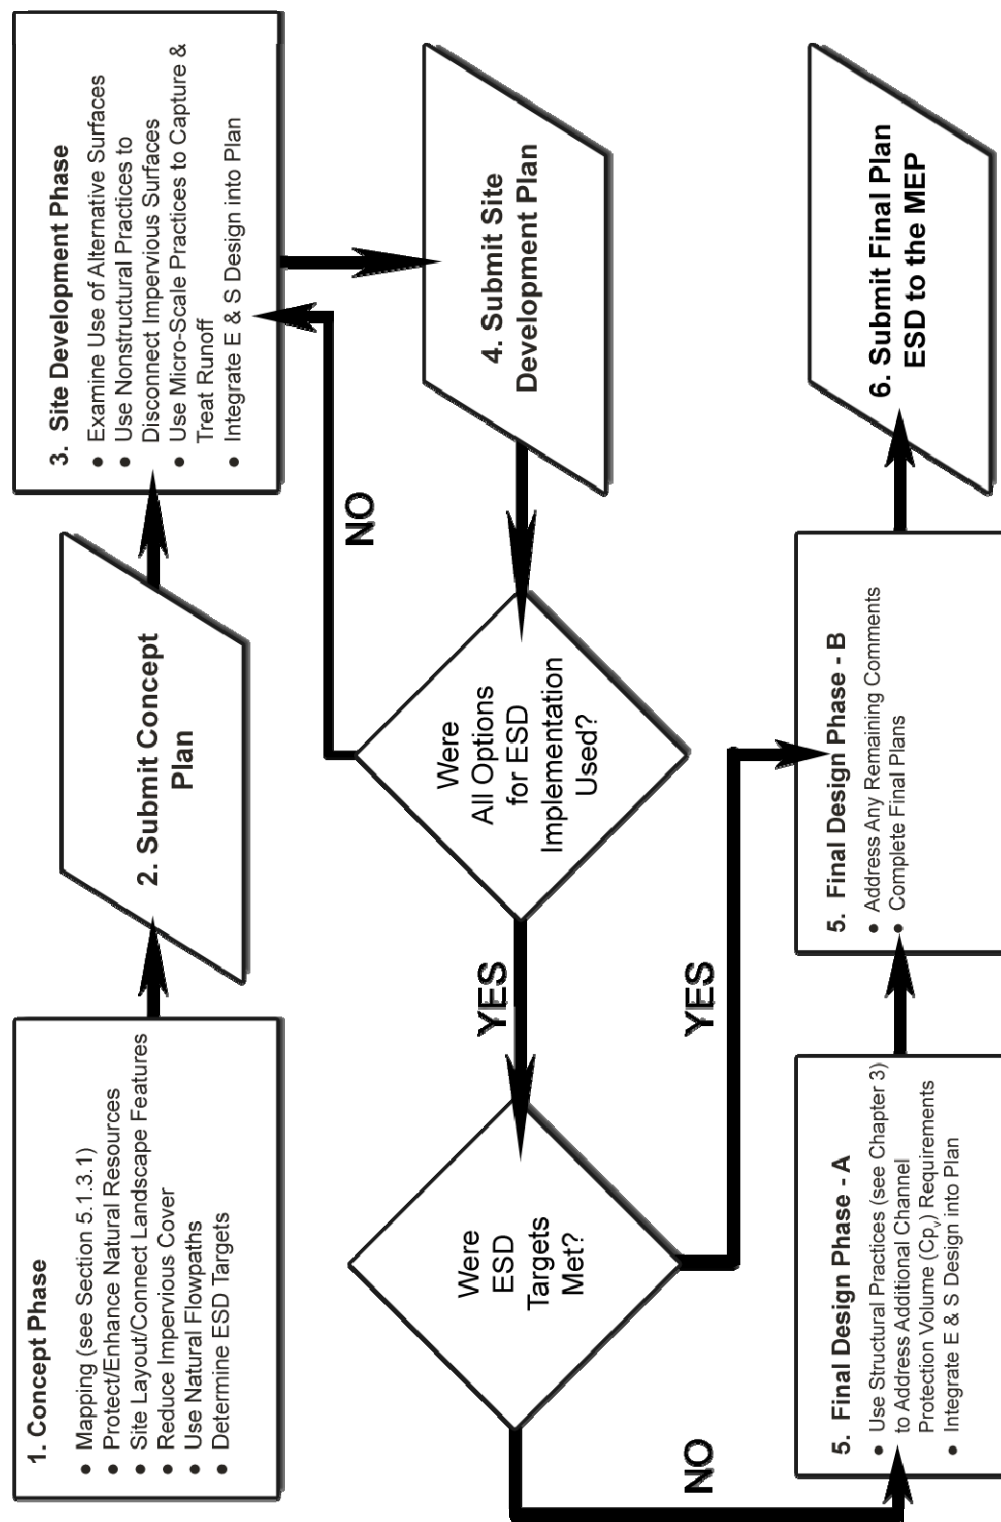 1. Concept Phase
● Mapping (see Section 5.1.3.1)
● Protect/Enhance Natural Resources
● Site Layout/Connect Landscape Features
● Reduce Impervious Cover
● Use Natural Flowpaths
● Determine ESD Targets
2. Submit Concept
Plan
3. Site Development Phase
● Examine Use of Alternative Surfaces
● Use Nonstructural Practices to
Disconnect Impervious Surfaces
● Use Micro-Scale Practices to Capture &
Treat Runoff
● Integrate E & S Design into Plan
4. Submit Site
Development Plan
Were
All Options
for ESD
Implementation
Used?
NO
YES
Were
ESD
Targets
Met?
YES
NO
5. Final Design Phase - A
● Use Structural Practices (see Chapter 3)
to Address Additional Channel
Protection Volume (Cpv) Requirements
● Integrate E & S Design into Plan
5. Final Design Phase - B
● Address Any Remaining Comments
● Complete Final Plans
6. Submit Final Plan
ESD to the MEP